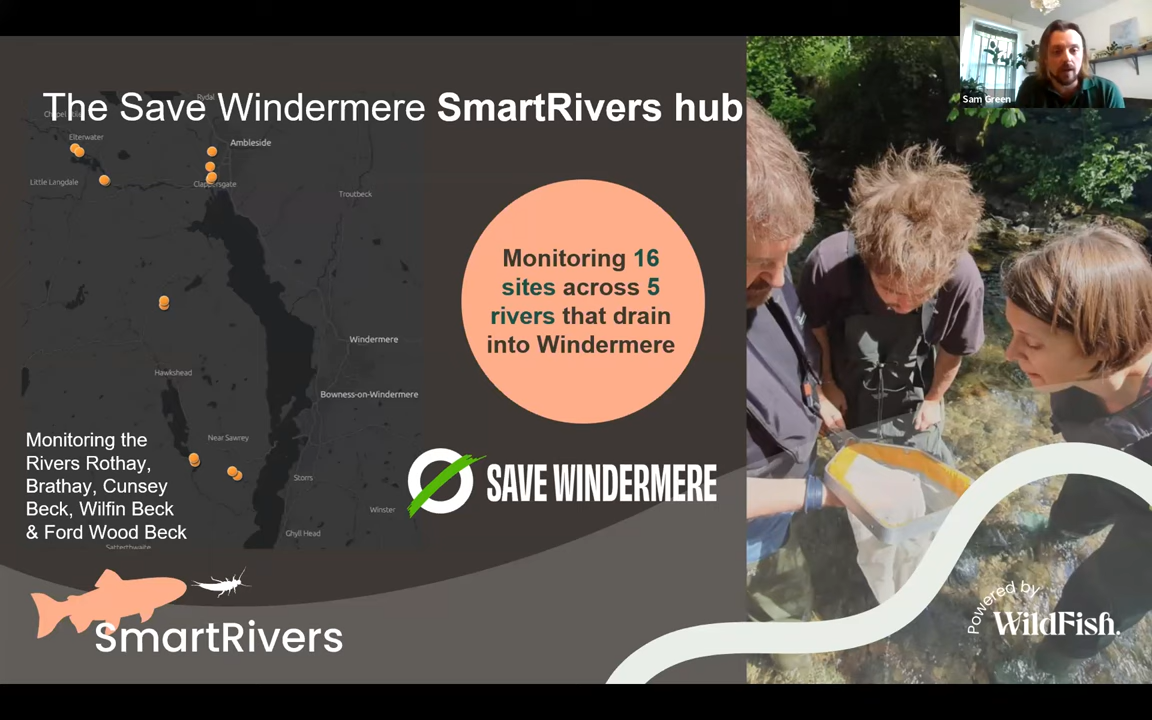 Sam Green
The Save Windermere SmartRivers hub
Rydal
Elterwater
Ambleside
Little Langdale
Clappersgate
Troutbeck
Monitoring 16
sites across 5
rivers that drain
into Windermere
Windermere
Hawkshead
Bowness-on-Windermere
Near Sawrey
Storrs
Winster
Ghyll Head
Satterthwaite
Monitoring the
Rivers Rothay,
Brathay, Cunsey
Beck, Wilfin Beck
& Ford Wood Beck
SAVE WINDERMERE
SmartRivers
Powered by
WildFish.